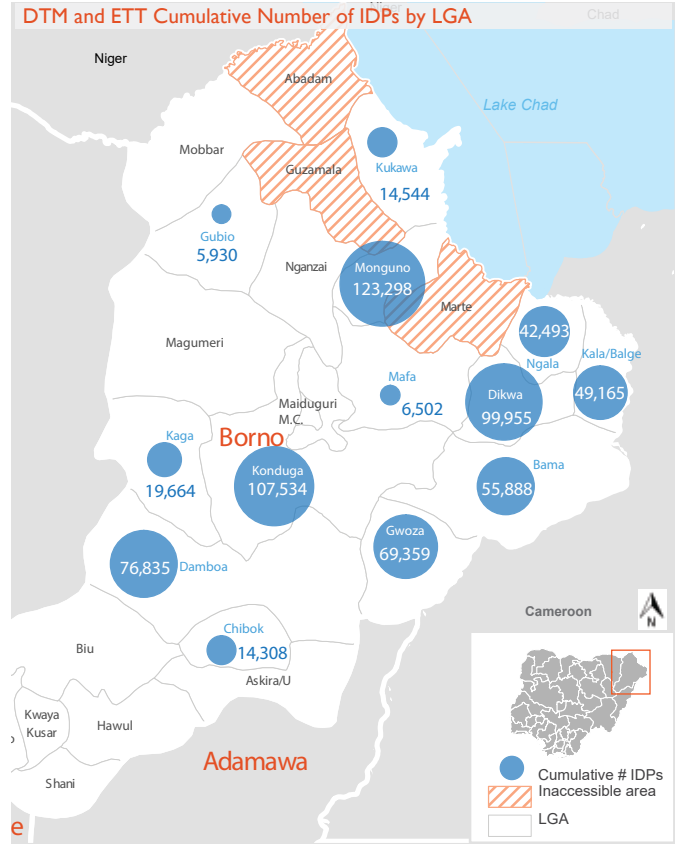 DTM and ETT Cumulative Number of IDPs by LGA
Niger
Chad
Niger
Abadam
Lake Chad
Mobbar
Guzamala
Kukawa
14,544
Gubio
5,930
Nganzai
Monguno
123,298
Marte
Magumeri
42,493
Ngala
Kala/Balge
49,165
Mafa
6,502
Dikwa
99,955
Maiduguri
M.C.
Kaga
19,664
Borno
Konduga
107,534
Bama
55,888
Gwoza
69,359
76,835
Damboa
Cameroon
N
Chibok
14,308
Biu
Askira/U
Kwaya
Kusar
Hawul
Shani
Adamawa
o
e
Cumulative # IDPs
Inaccessible area
LGA